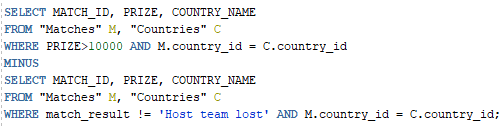 SELECT MATCH_ID, PRIZE, COUNTRY_NAME
FROM "Matches" M, "Countries" C
WHERE PRIZE>10000 AND M.country_id = C.country_id
MINUS
SELECT MATCH_ID, PRIZE, COUNTRY_NAME
FROM "Matches" M, "Countries" C
WHERE match_result != 'Host team lost' AND M.country_id = C.country_id;